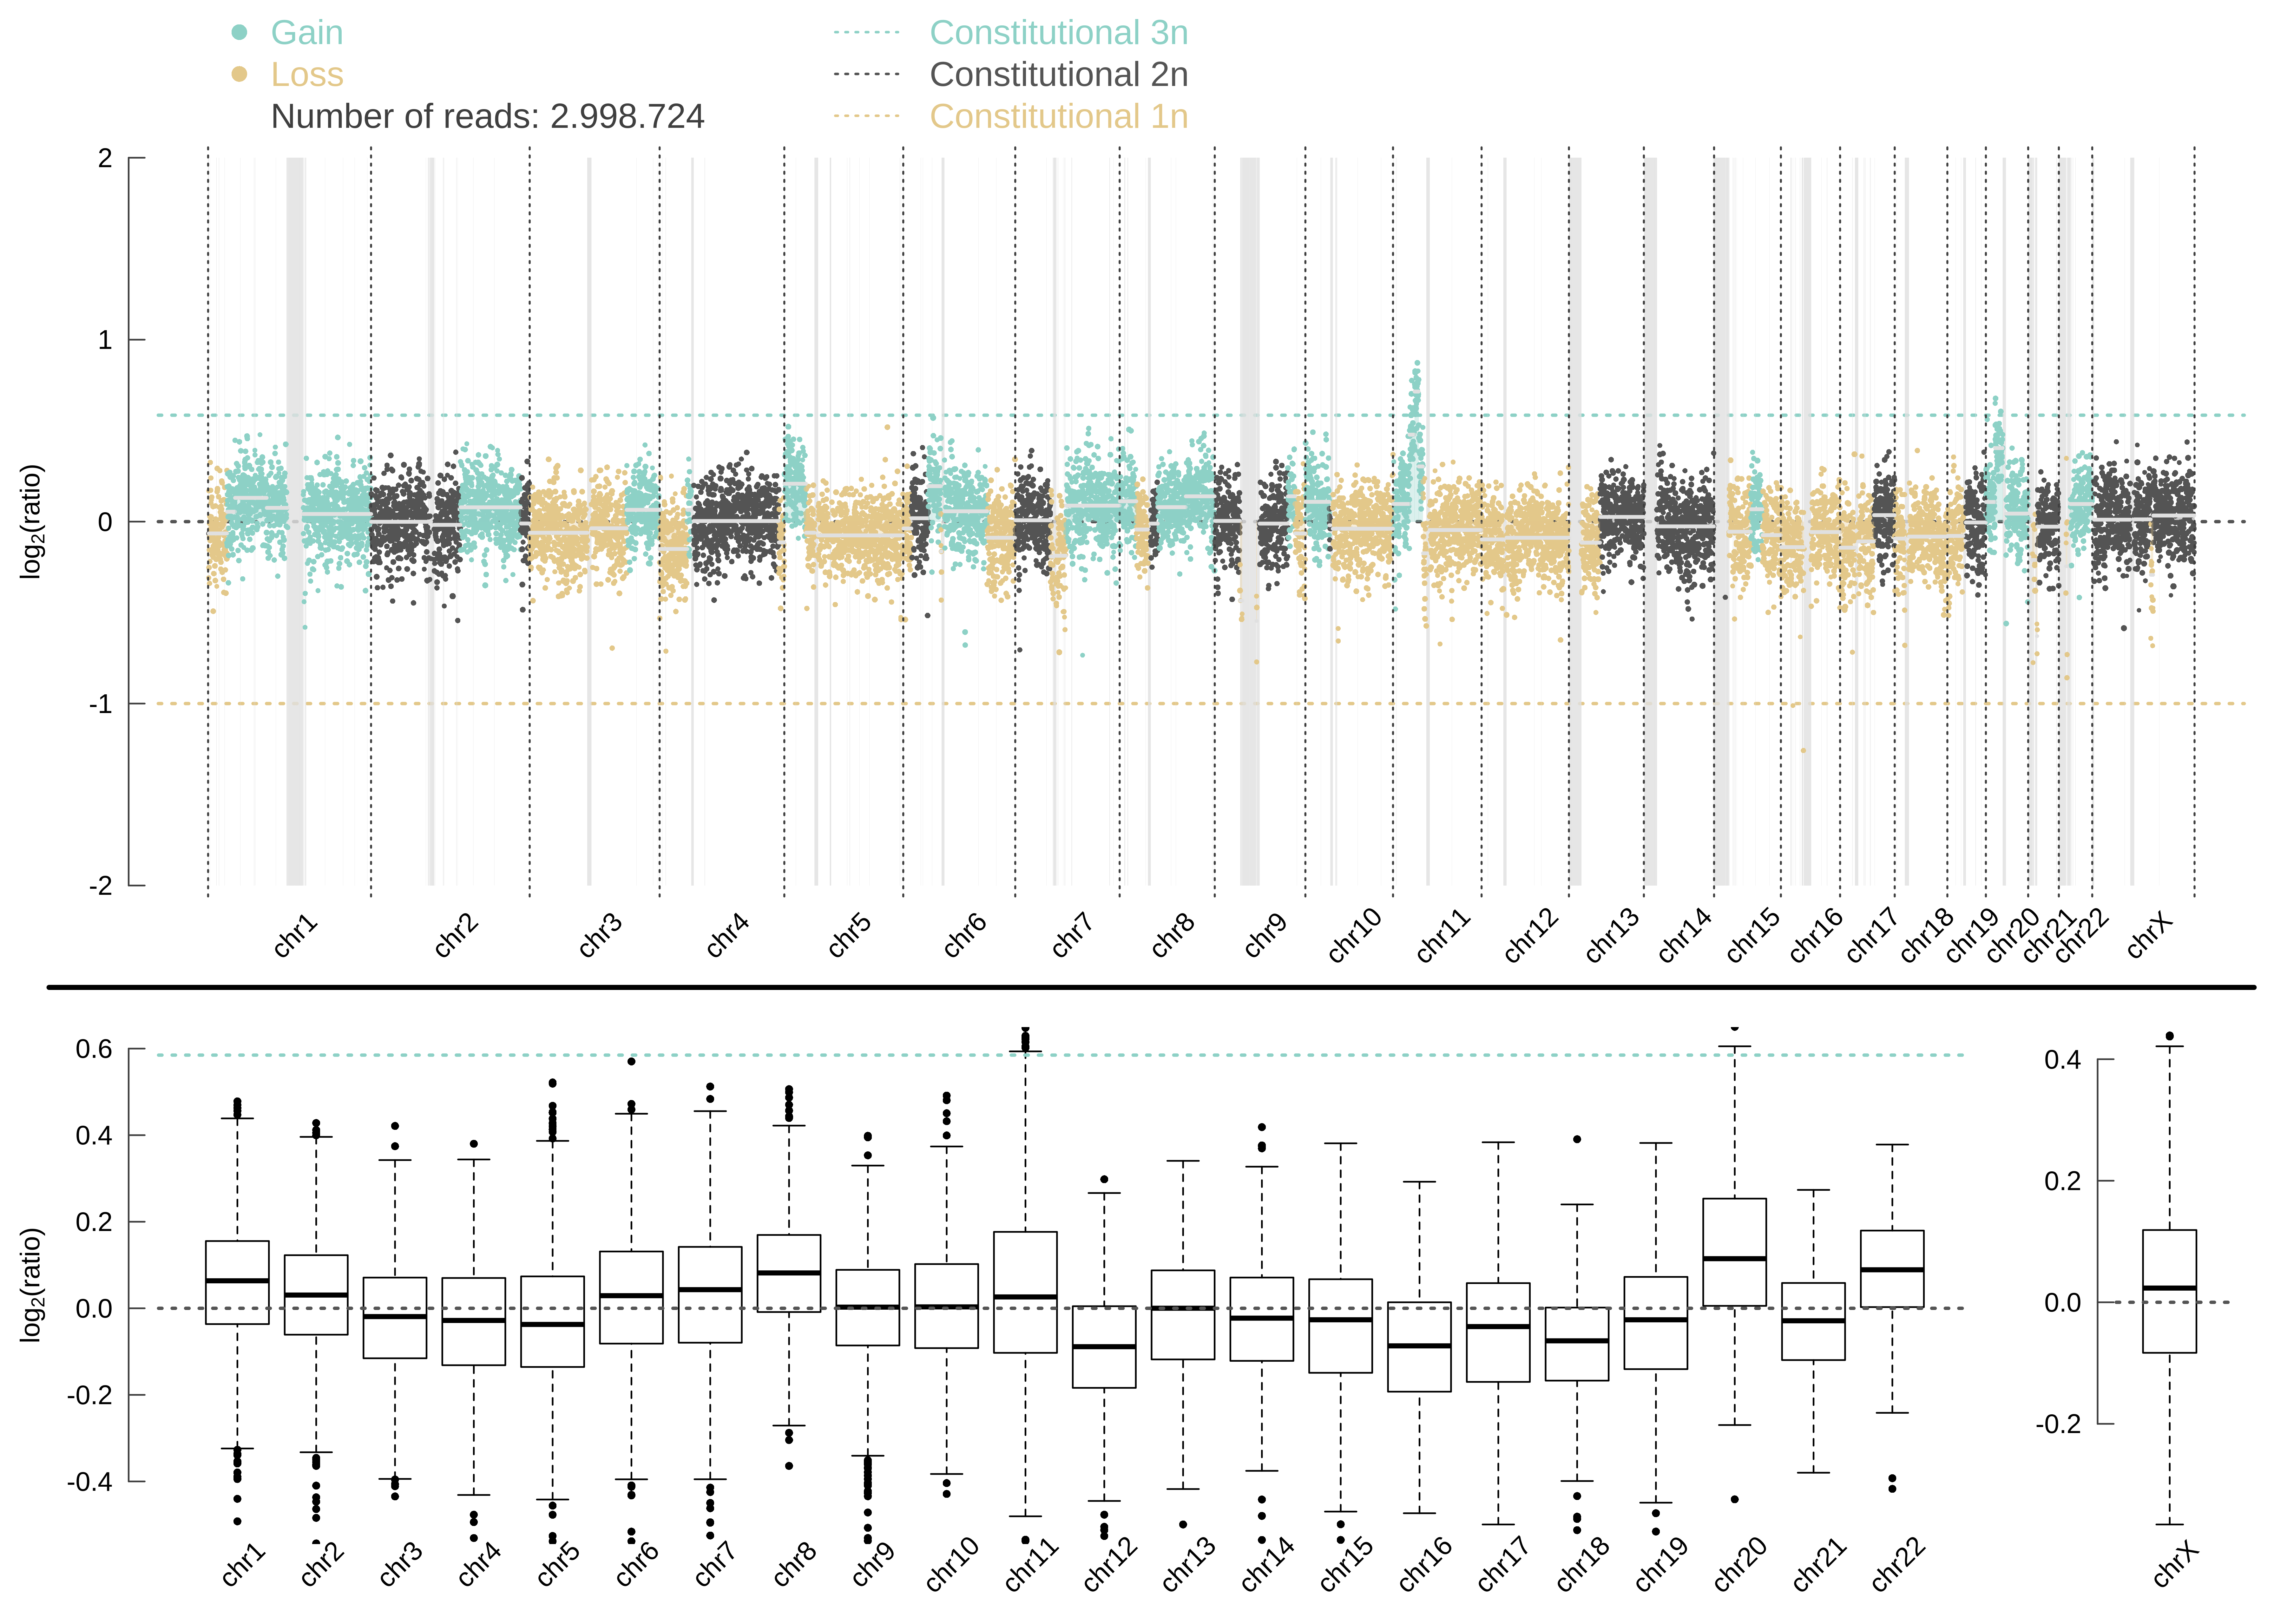 Gain
Loss
Number of reads: 2.998.724
Constitutional 3n
Constitutional 2n
Constitutional 1n
log2(ratio)
2
1
0
-1
-2
chr1 chr2 chr3 chr4 chr5 chr6 chr7 chr8 chr9 chr10 chr11 chr12 chr13 chr14 chr15 chr16 chr17 chr18 chr19 chr20 chr21 chr22 chrX
log2(ratio)
0.6
0.4
0.2
0.0
-0.2
-0.4
chr1 chr2 chr3 chr4 chr5 chr6 chr7 chr8 chr9 chr10 chr11 chr12 chr13 chr14 chr15 chr16 chr17 chr18 chr19 chr20 chr21 chr22
0.4
0.2
0.0
-0.2
chrX